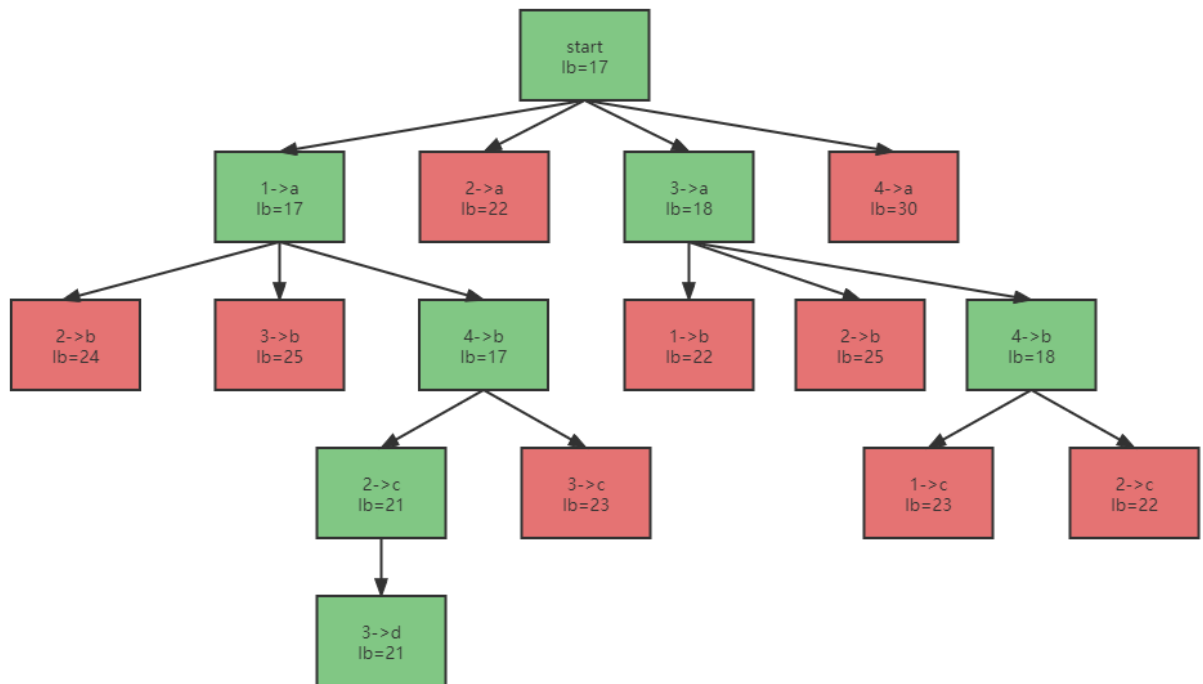 start
lb=17
1->a
lb=17
2->a
lb=22
3->a
lb=18
4->a
lb=30
2->b
lb=24
3->b
lb=25
4->b
lb=17
1->b
lb=22
2->b
lb=25
4->b
lb=18
2->c
lb=21
3->c
lb=23
1->c
lb=23
2->c
lb=22
3->d
lb=21